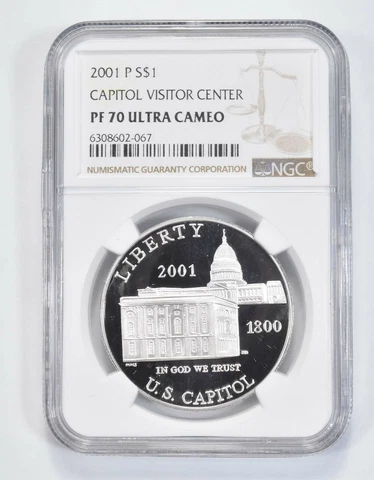 2001 P S$1
CAPITOL VISITOR CENTER
PF 70 ULTRA CAMEO
6308602-067
NUMISMATIC GUARANTY CORPORATION
NGC®
LIBERTY
2001
1800
IN GOD WE TRUST
U.S. CAPITOL